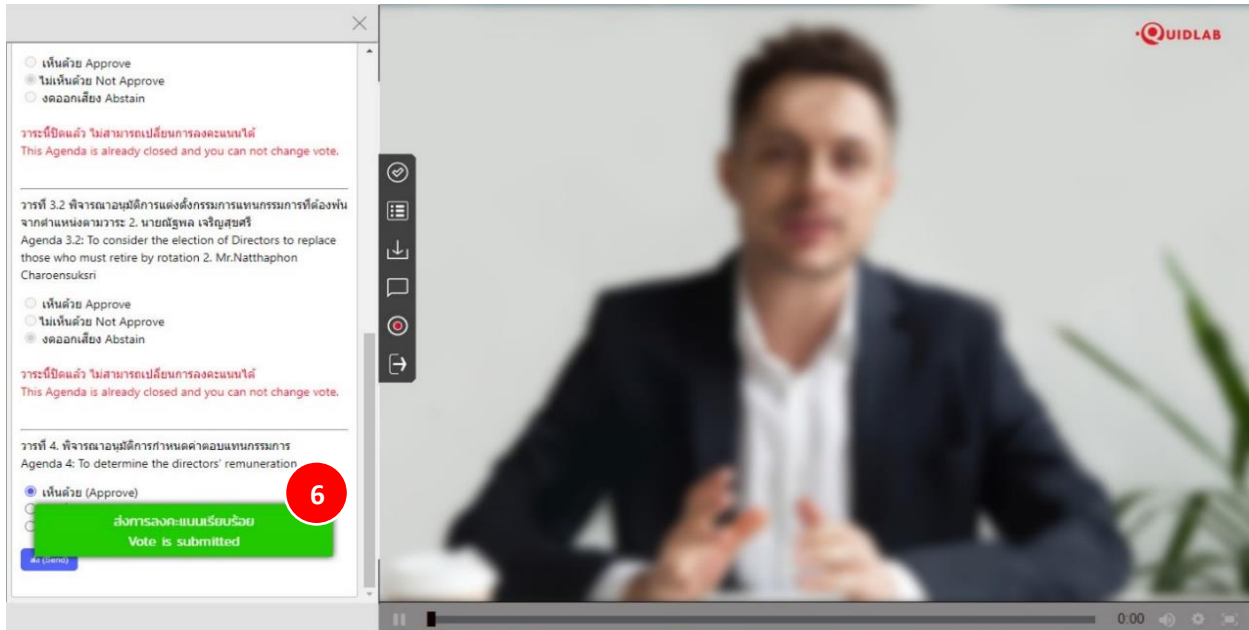 QUIDLAB
เห็นด้วย Approve
ไม่เห็นด้วย Not Approve
งดออกเสียง Abstain
วาระนี้ปิดแล้ว ไม่สามารถเปลี่ยนการลงคะแนนได้
This Agenda is already closed and you can not change vote.
วารที่ 3.2 พิจารณาอนุมัติการแต่งตั้งกรรมการแทนกรรมการที่ต้องพ้น
จากตำแหน่งตามวาระ 2. นายณัฐพล เจริญสุขศรี
Agenda 3.2: To consider the election of Directors to replace
those who must retire by rotation 2. Mr.Natthaphon
Charoensuksri
เห็นด้วย Approve
ไม่เห็นด้วย Not Approve
งดออกเสียง Abstain
วาระนี้ปิดแล้ว ไม่สามารถเปลี่ยนการลงคะแนนได้
This Agenda is already closed and you can not change vote.
วารที่ 4. พิจารณาอนุมัติการกำหนดค่าตอบแทนกรรมการ
Agenda 4: To determine the directors' remuneration
เห็นด้วย (Approve)
6
ส่งการลงคะแนนเรียบร้อย
Vote is submitted
ส่ง (Send)
0:00